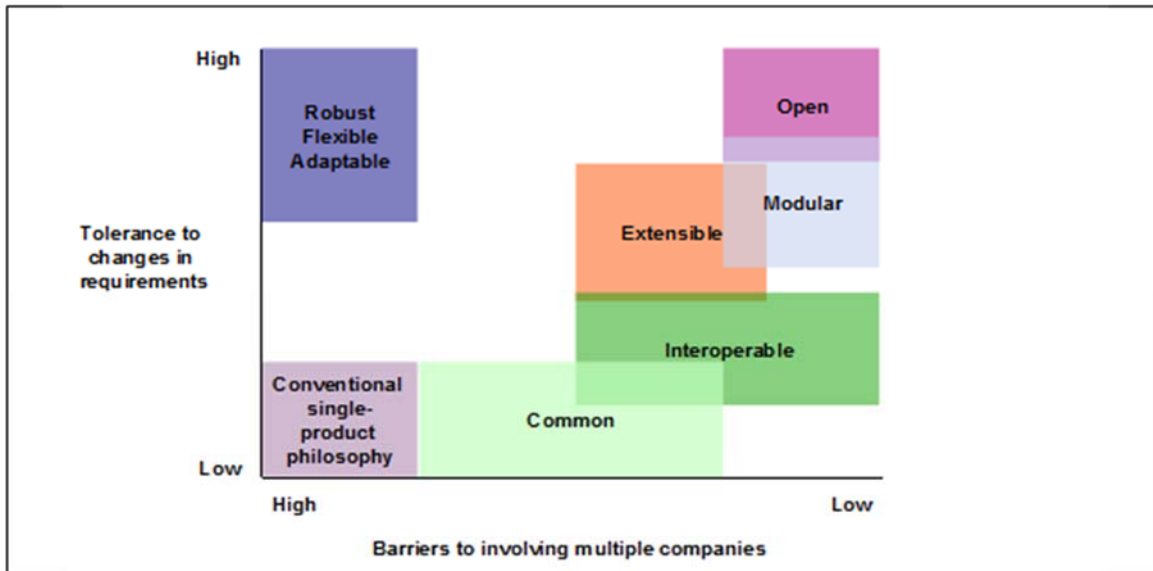 High
Robust
Flexible
Adaptable
Open
Modular
Tolerance to
changes in
requirements
Extensible
Interoperable
Conventional
single-
product
philosophy
Common
Low
High
Low
Barriers to involving multiple companies